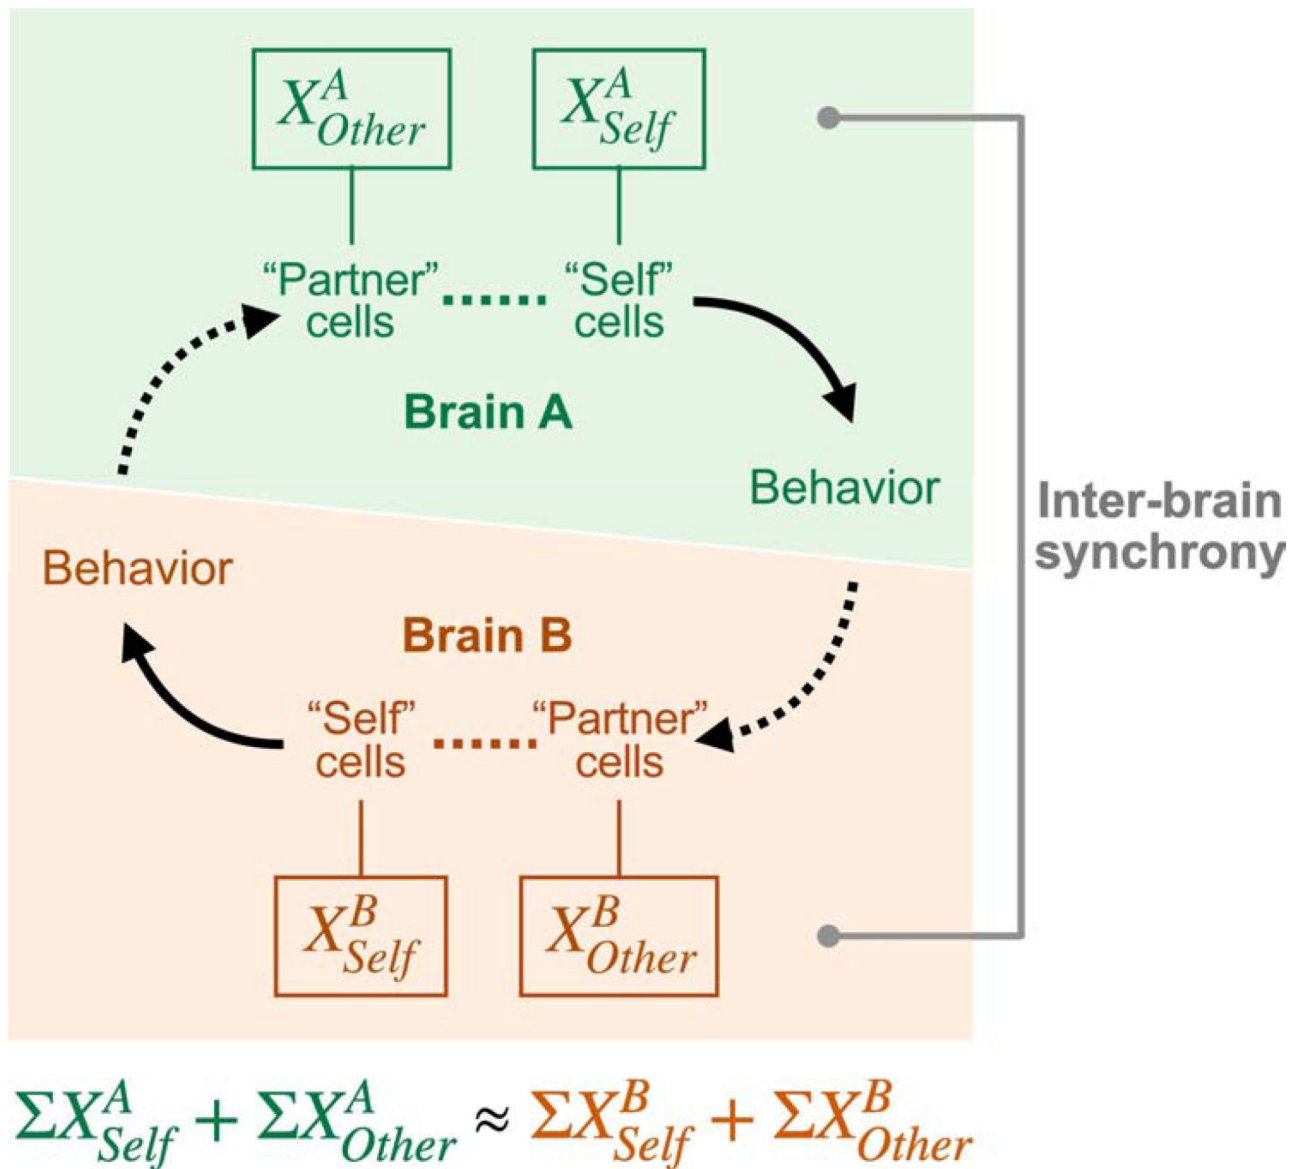 X^A_Other X^A_Self
“Partner” cells
“Self” cells
Brain A
Behavior
Inter-brain
synchrony
Behavior
Brain B
“Self” cells
“Partner” cells
X^B_Self X^B_Other
ΣX^A_Self + ΣX^A_Other ≈ ΣX^B_Self + ΣX^B_Other